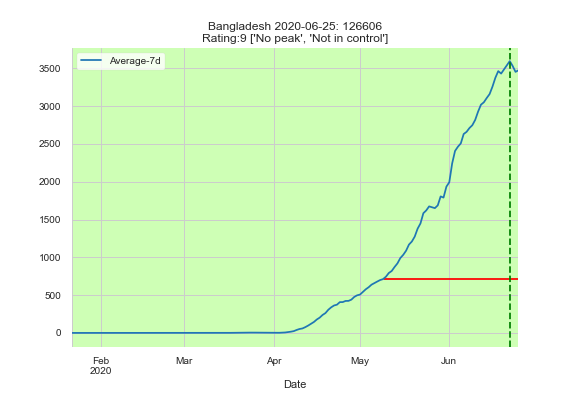 Bangladesh 2020-06-25: 126606
Rating:9 ['No peak', 'Not in control']
Average-7d
3500
3000
2500
2000
1500
1000
500
0
Feb
2020
Mar
Apr
May
Jun
Date